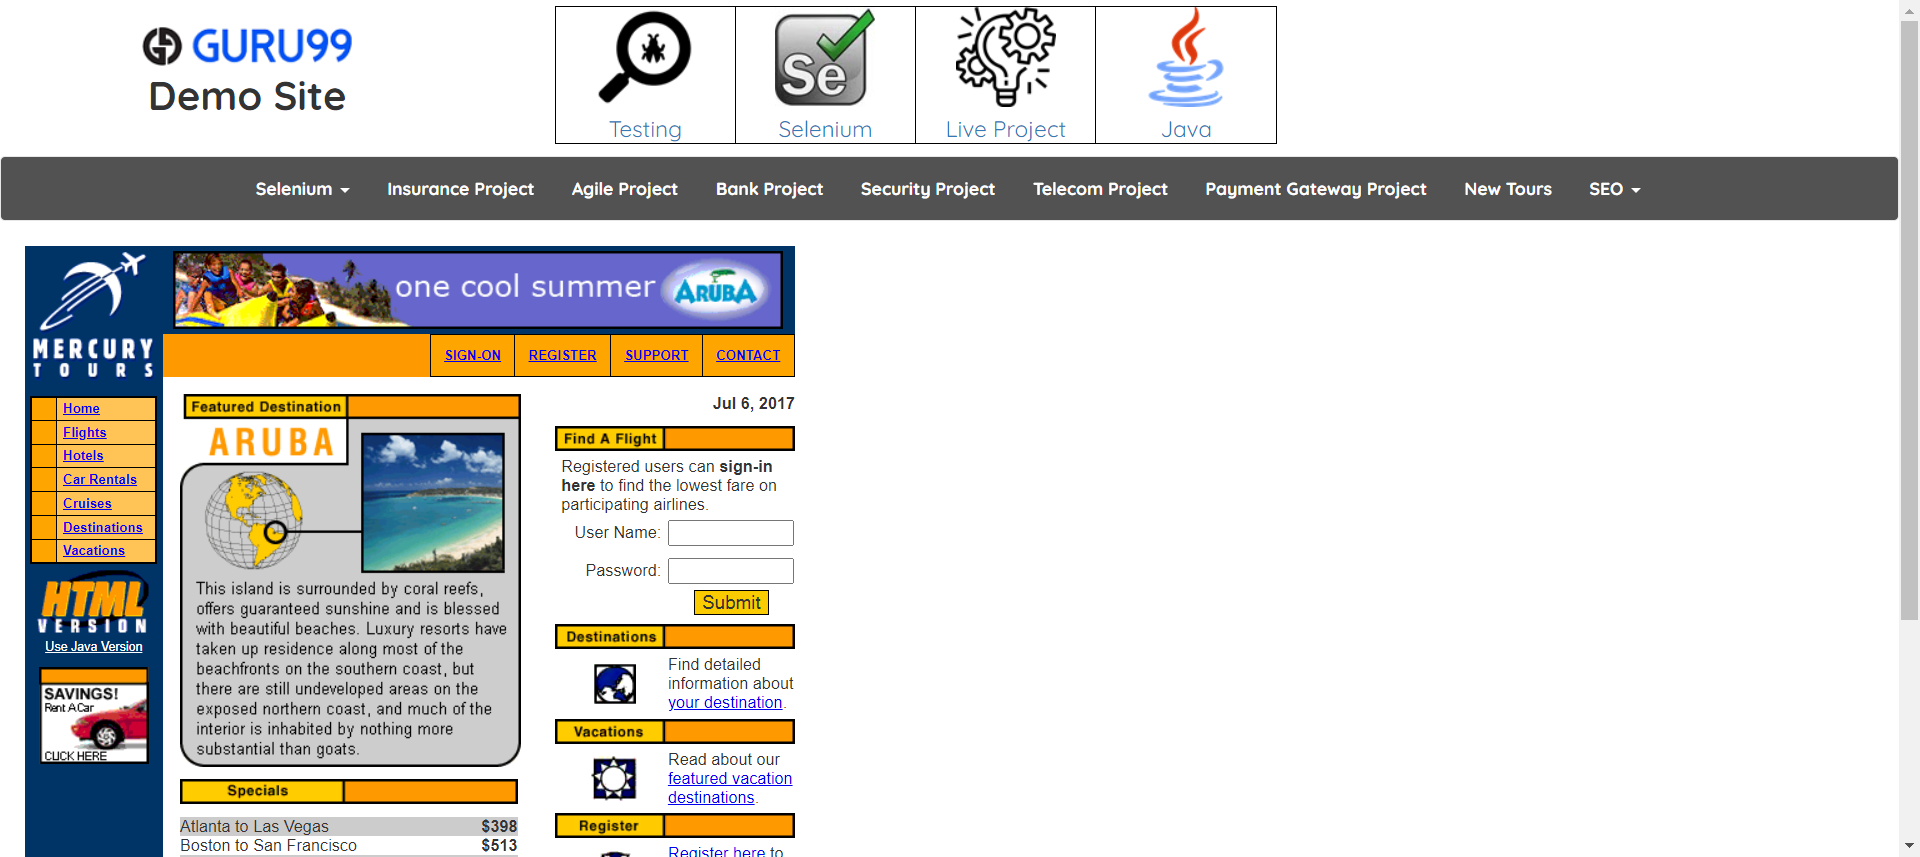 GURU99
Demo Site
Testing
Se
Selenium
Live Project
Java
Selenium
Insurance Project
Agile Project
Bank Project
Security Project
Telecom Project
Payment Gateway Project
New Tours
SEO
MERCURY
TOURS
one cool summer
ARUBA
SIGN-ON
REGISTER
SUPPORT
CONTACT
Home
Flights
Hotels
Car Rentals
Cruises
Destinations
Vacations
HTML
VERSION
Use Java Version
SAVINGS!
Rent A Car
CLICK HERE
Featured Destination
ARUBA
This island is surrounded by coral reefs,
offers guaranteed sunshine and is blessed
with beautiful beaches. Luxury resorts have
taken up residence along most of the
beachfronts on the southern coast, but
there are still undeveloped areas on the
exposed northern coast, and much of the
interior is inhabited by nothing more
substantial than goats.
Specials
Atlanta to Las Vegas $398
Boston to San Francisco $513
Jul 6, 2017
Find A Flight
Registered users can sign-in
here to find the lowest fare on
participating airlines.
User Name:
Password:
Submit
Destinations
Find detailed
information about
your destination.
Vacations
Read about our
featured vacation
destinations.
Register
Register here to